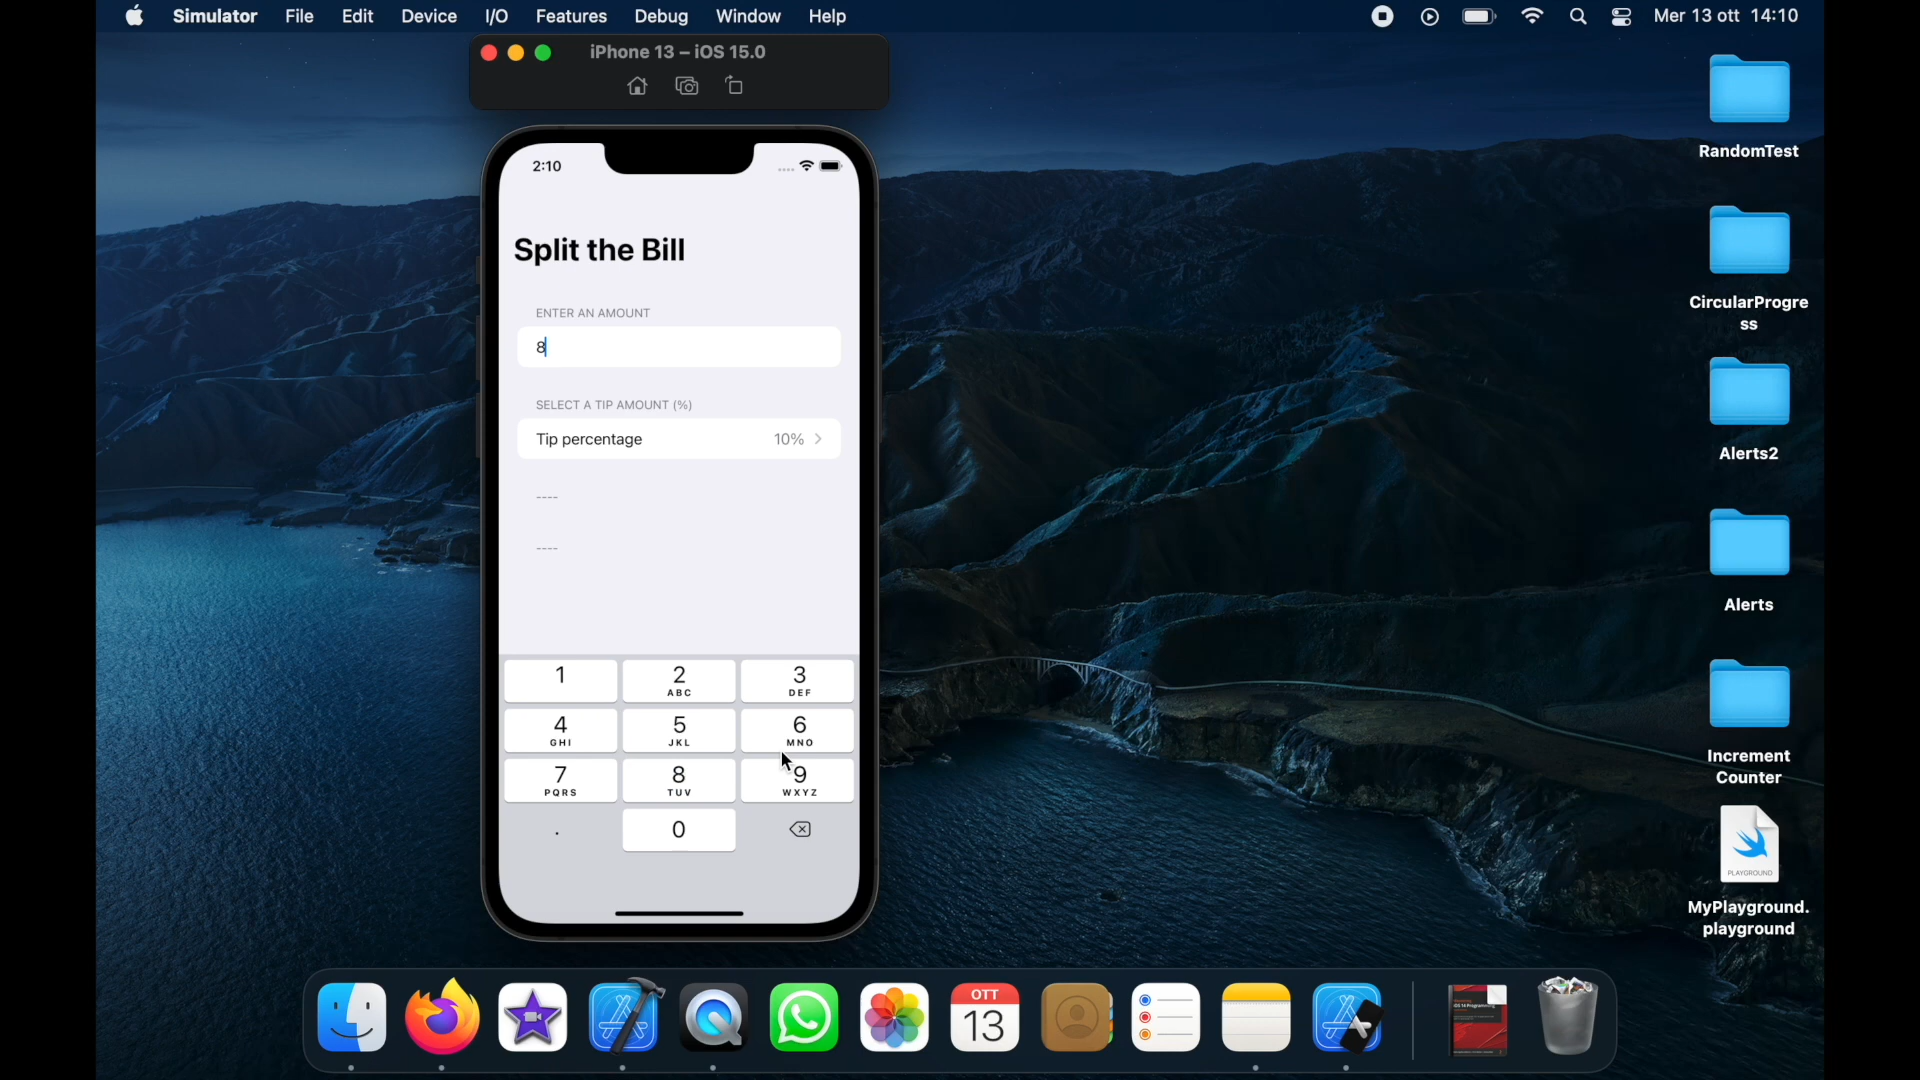 Simulator File Edit Device I/O Features Debug Window Help
Mer 13 ott 14:10
iPhone 13 – iOS 15.0
2:10
Split the Bill
ENTER AN AMOUNT
8
SELECT A TIP AMOUNT (%)
Tip percentage 10%
----
----
1 2 3
ABC DEF
4 5 6
GHI JKL MNO
7 8 9
PQRS TUV WXYZ
. 0
RandomTest
CircularProgre
ss
Alerts2
Alerts
Increment
Counter
PLAYGROUND
MyPlayground.
playground
OTT
13